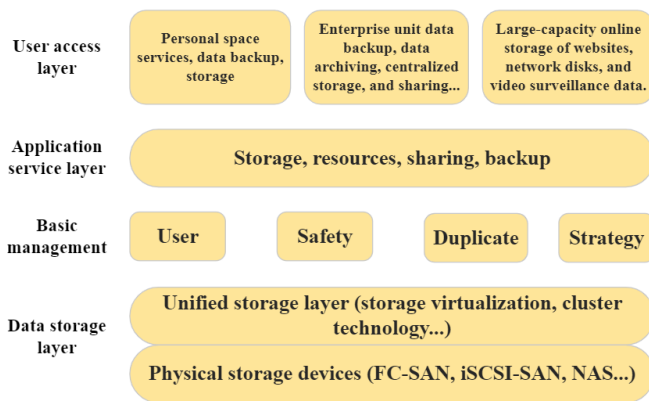 User access
layer
Personal space
services, data backup,
storage
Enterprise unit data
backup, data
archiving, centralized
storage, and sharing...
Large-capacity online
storage of websites,
network disks, and
video surveillance data.
Application
service layer
Storage, resources, sharing, backup
Basic
management
User
Safety
Duplicate
Strategy
Data storage
layer
Unified storage layer (storage virtualization, cluster
technology...)
Physical storage devices (FC-SAN, iSCSI-SAN, NAS...)